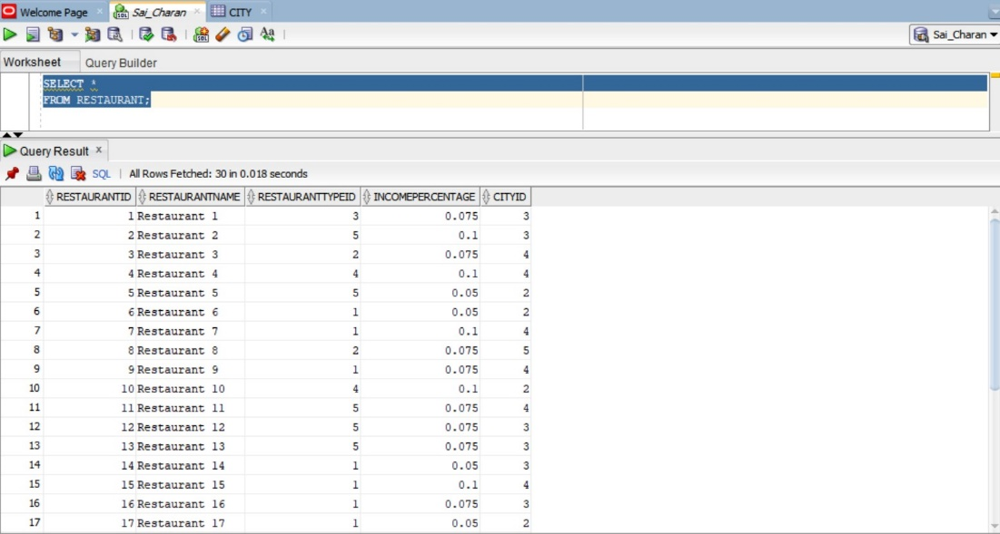 Welcome Page × Sai_Charan × CITY ×
Sai_Charan
Worksheet Query Builder
SELECT *
FROM RESTAURANT;
Query Result ×
SQL | All Rows Fetched: 30 in 0.018 seconds
RESTAURANTID RESTAURANTNAME RESTAURANTTYPEID INCOMEPERCENTAGE CITYID
1 1 Restaurant 1 3 0.075 3
2 2 Restaurant 2 5 0.1 3
3 3 Restaurant 3 2 0.075 4
4 4 Restaurant 4 4 0.1 4
5 5 Restaurant 5 5 0.05 2
6 6 Restaurant 6 1 0.05 2
7 7 Restaurant 7 1 0.1 4
8 8 Restaurant 8 2 0.075 5
9 9 Restaurant 9 1 0.075 4
10 10 Restaurant 10 4 0.1 2
11 11 Restaurant 11 5 0.075 4
12 12 Restaurant 12 5 0.075 3
13 13 Restaurant 13 5 0.075 3
14 14 Restaurant 14 1 0.05 3
15 15 Restaurant 15 1 0.1 4
16 16 Restaurant 16 1 0.075 3
17 17 Restaurant 17 1 0.05 2